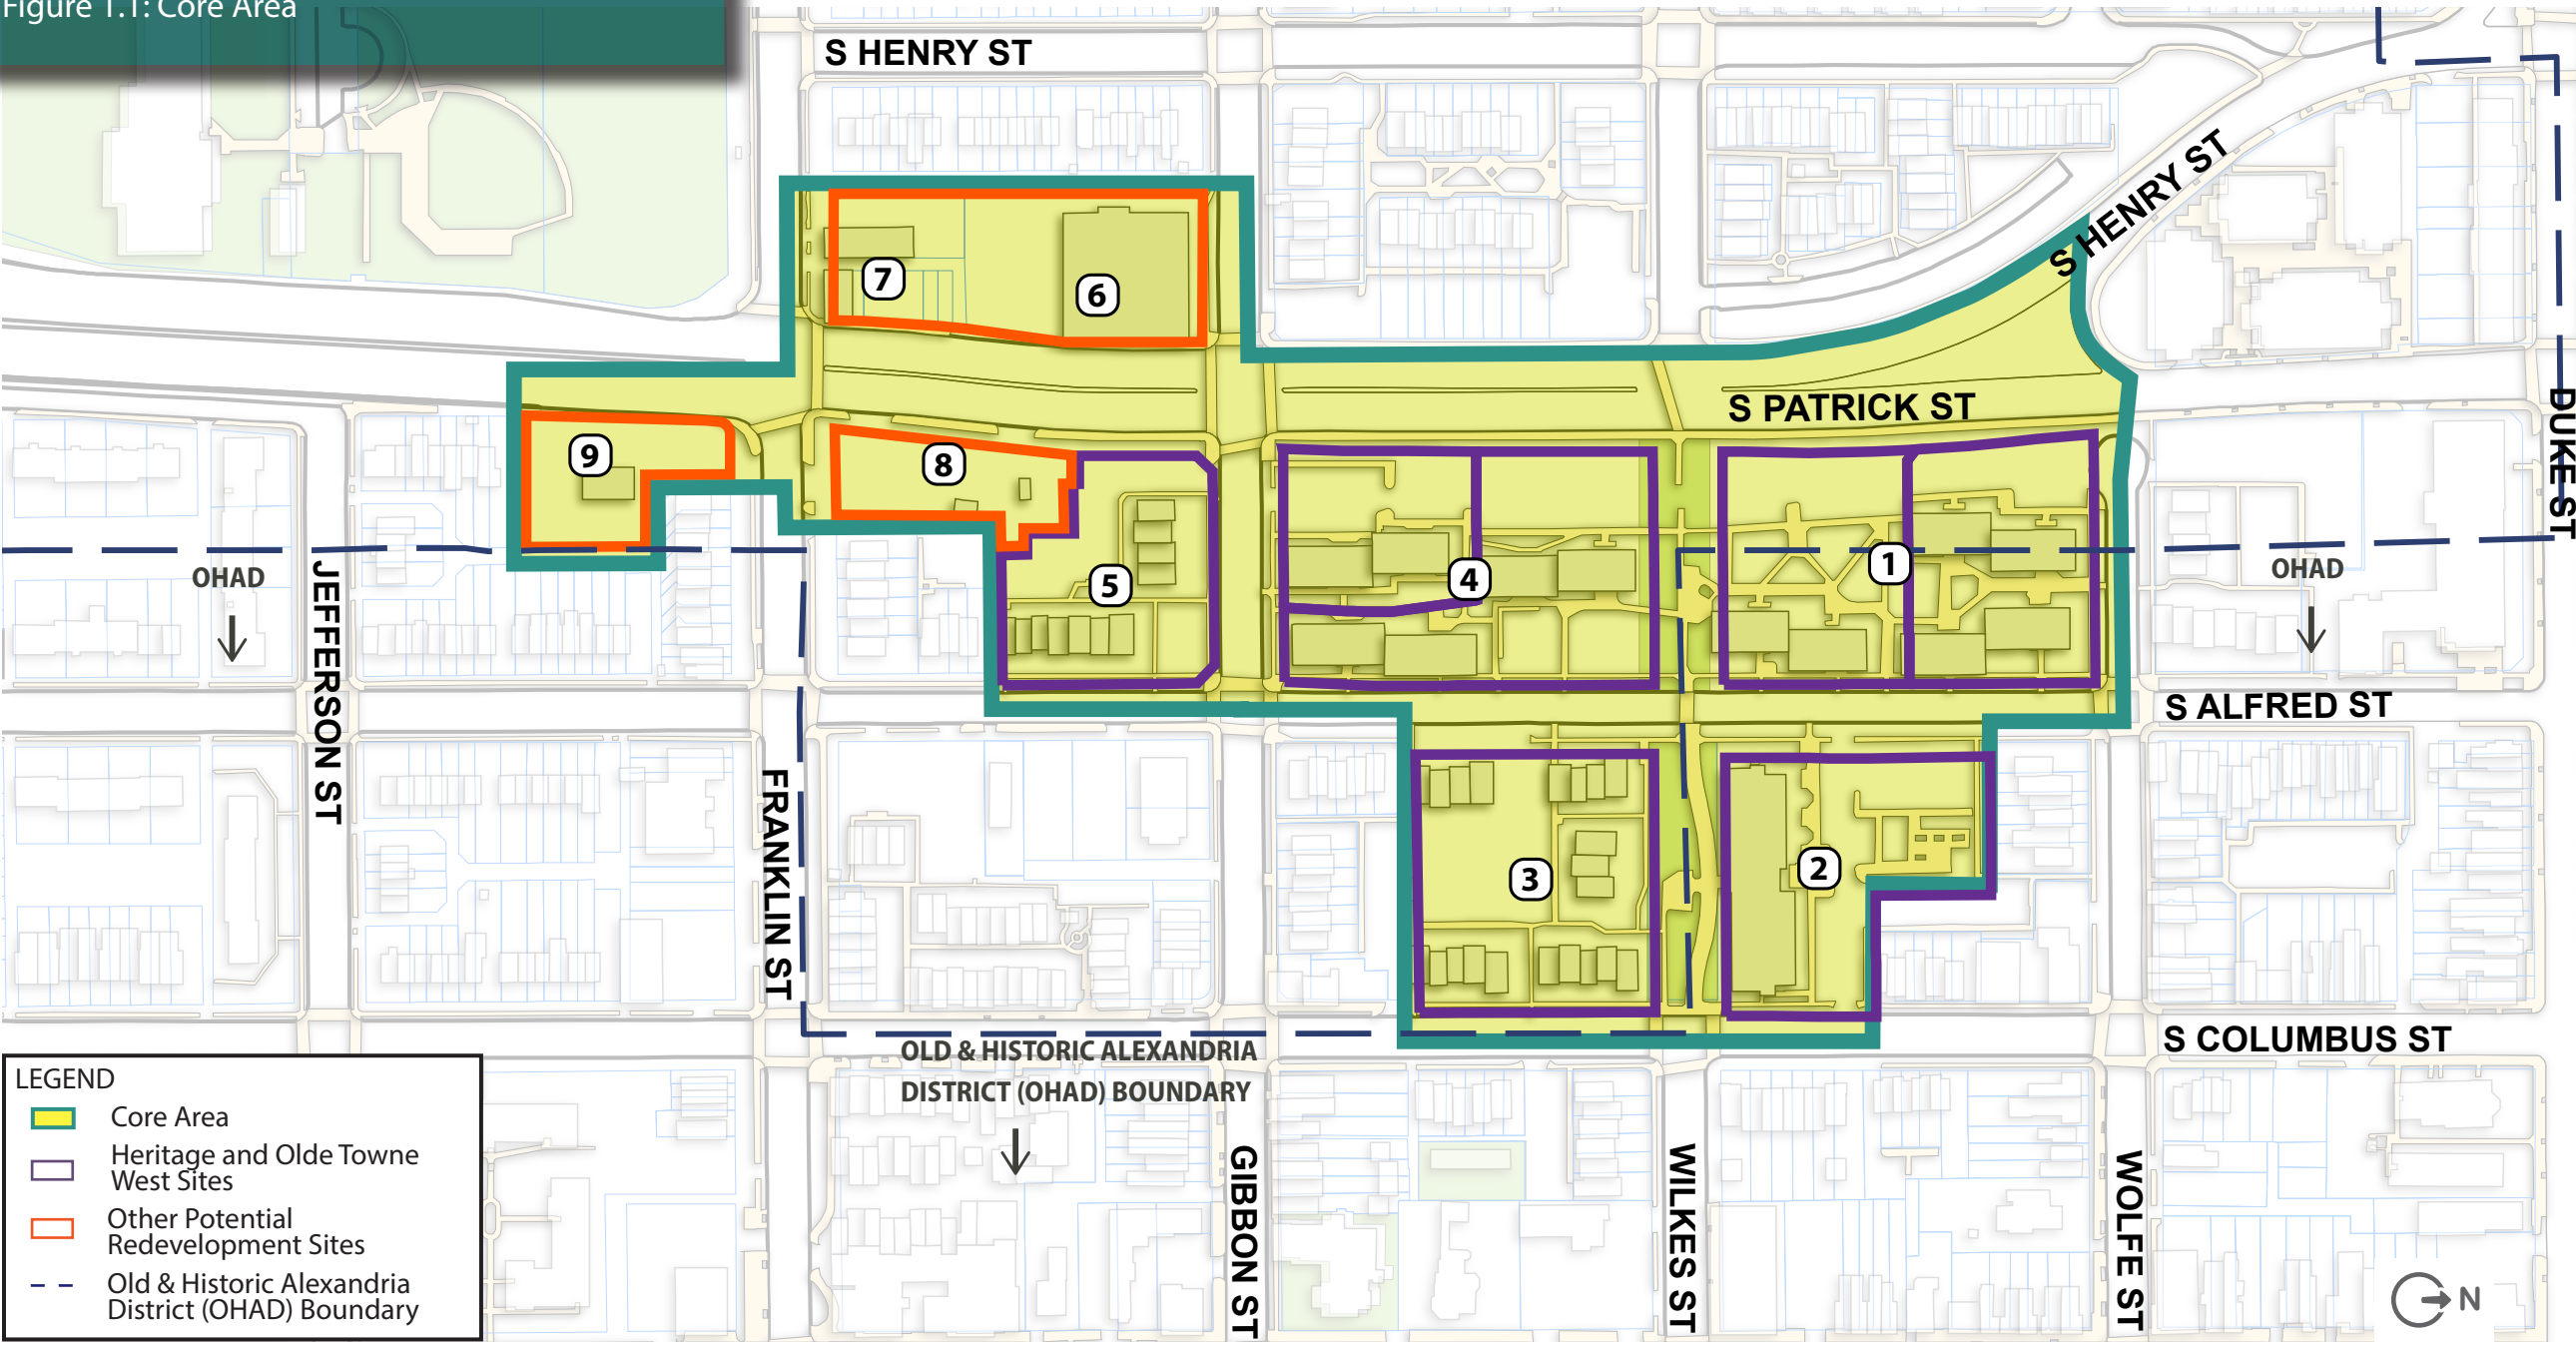 Figure 1.1: Core Area
S HENRY ST
S HENRY ST
7
6
S PATRICK ST
DUKE ST
9
8
5
4
1
OHAD
OHAD
JEFFERSON ST
S ALFRED ST
FRANKLIN ST
3
2
S COLUMBUS ST
OLD & HISTORIC ALEXANDRIA
DISTRICT (OHAD) BOUNDARY
GIBBON ST
WILKES ST
WOLFE ST
LEGEND
Core Area
Heritage and Olde Towne
West Sites
Other Potential
Redevelopment Sites
Old & Historic Alexandria
District (OHAD) Boundary
N